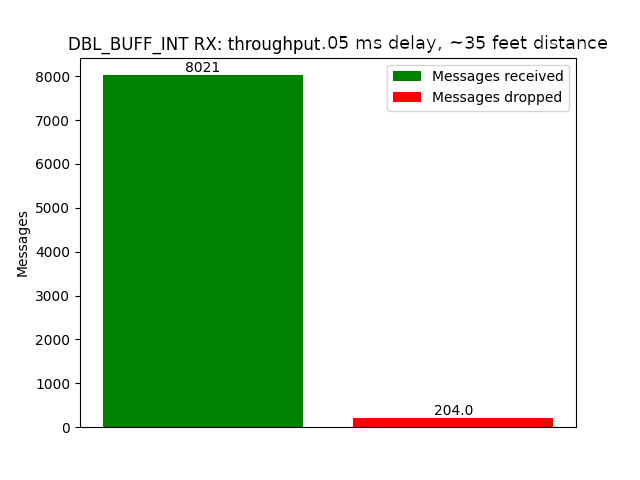 DBL_BUFF_INT RX: throughput.05 ms delay, ~35 feet distance
8021
Messages received
Messages dropped
8000
7000
6000
5000
4000
3000
2000
1000
0
Messages
204.0